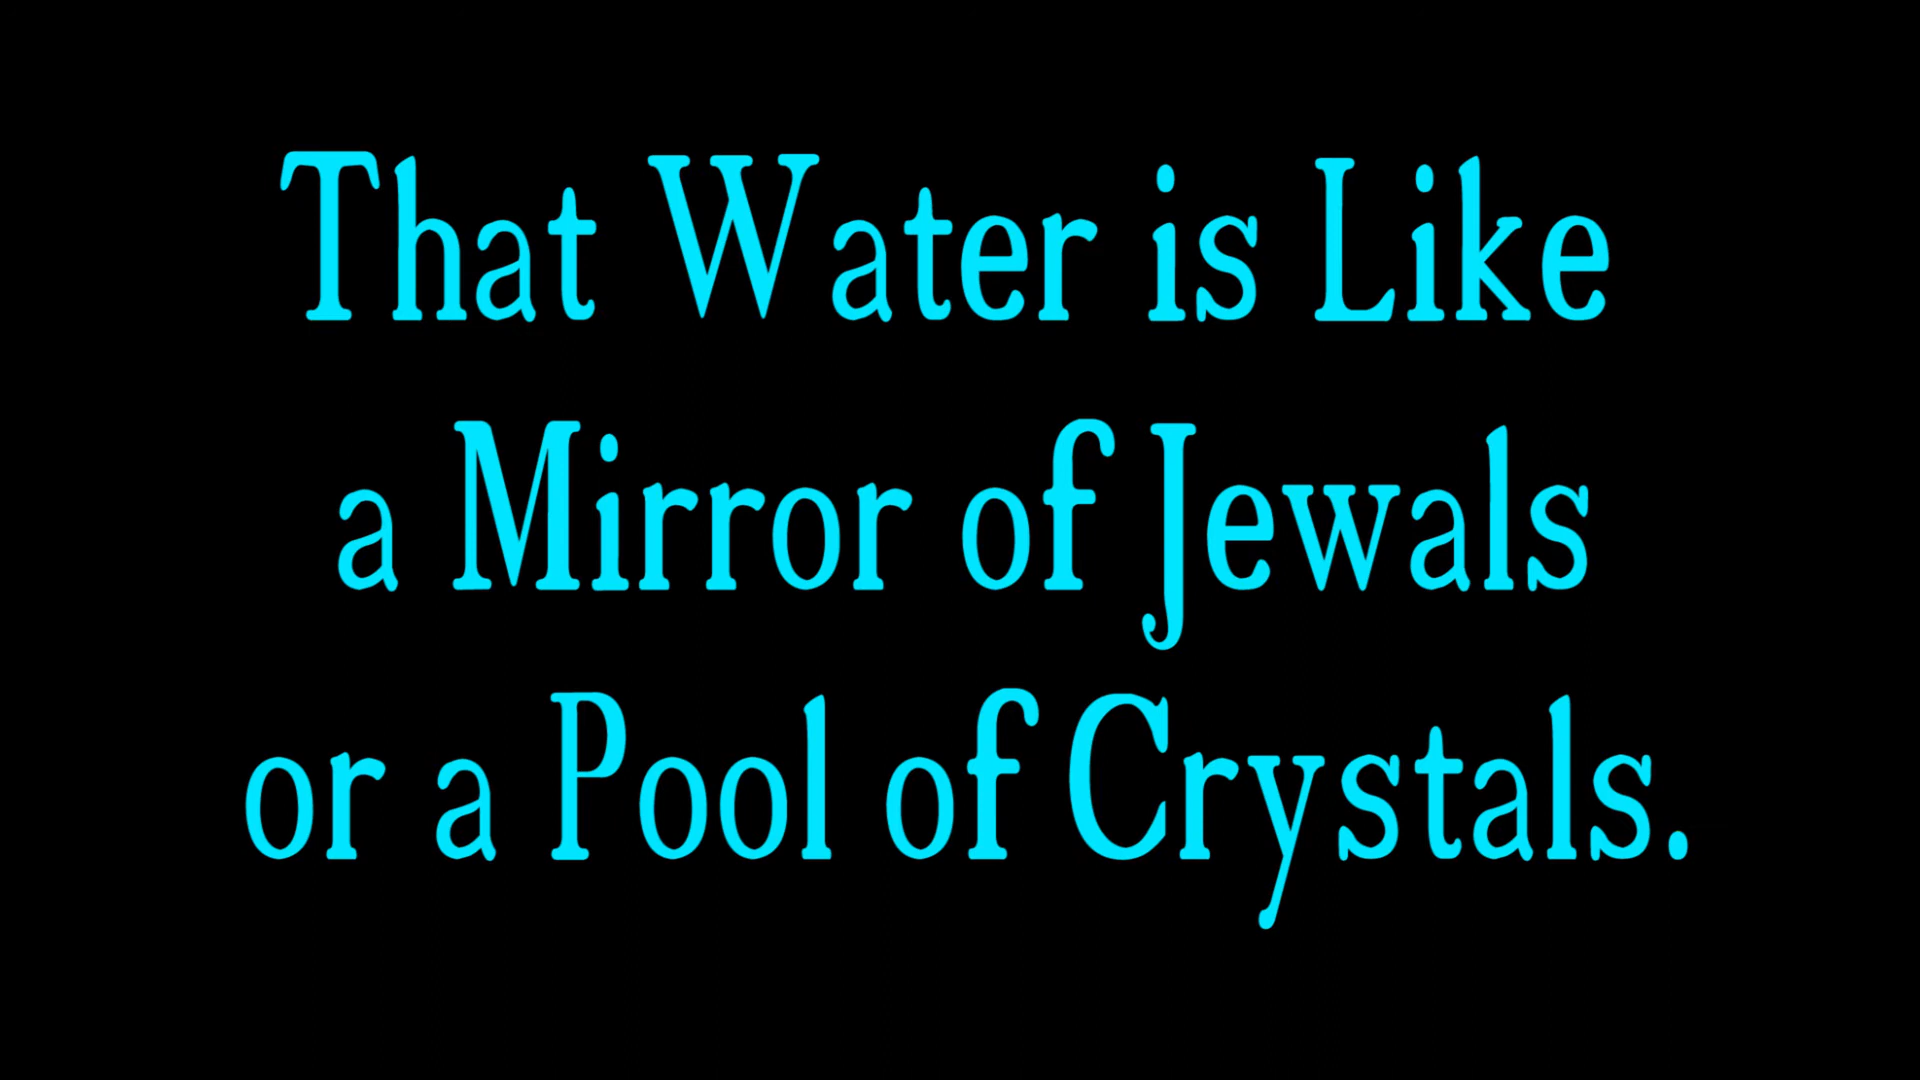 That Water is Like
a Mirror of Jewals
or a Pool of Crystals.